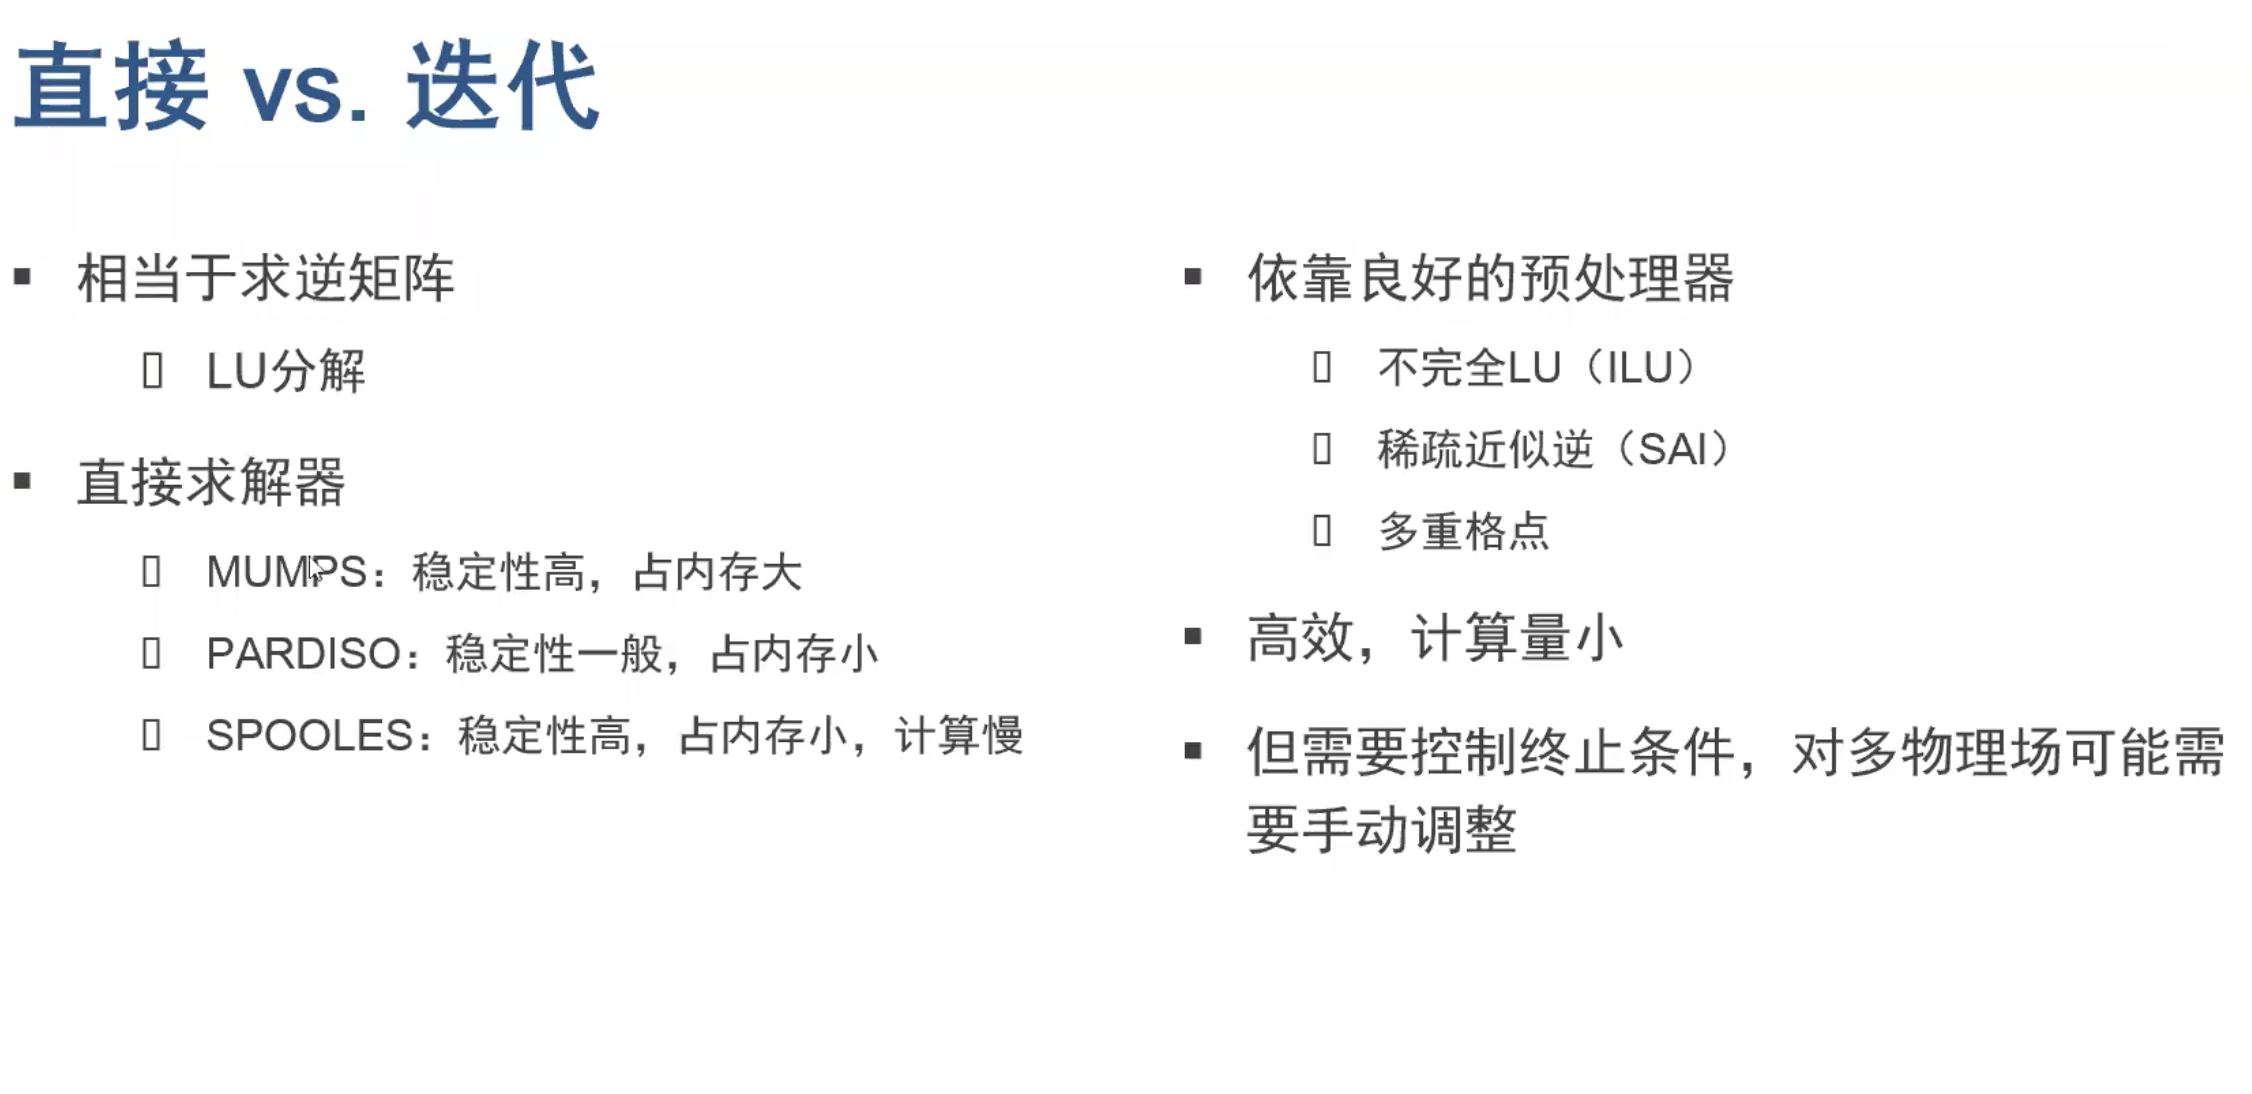 直接 vs. 迭代
相当于求逆矩阵
LU分解
直接求解器
MUMPS：稳定性高，占内存大
PARDISO：稳定性一般，占内存小
SPOOLES：稳定性高，占内存小，计算慢
依靠良好的预处理器
不完全LU（ILU）
稀疏近似逆（SAI）
多重格点
高效，计算量小
但需要控制终止条件，对多物理场可能需
要手动调整